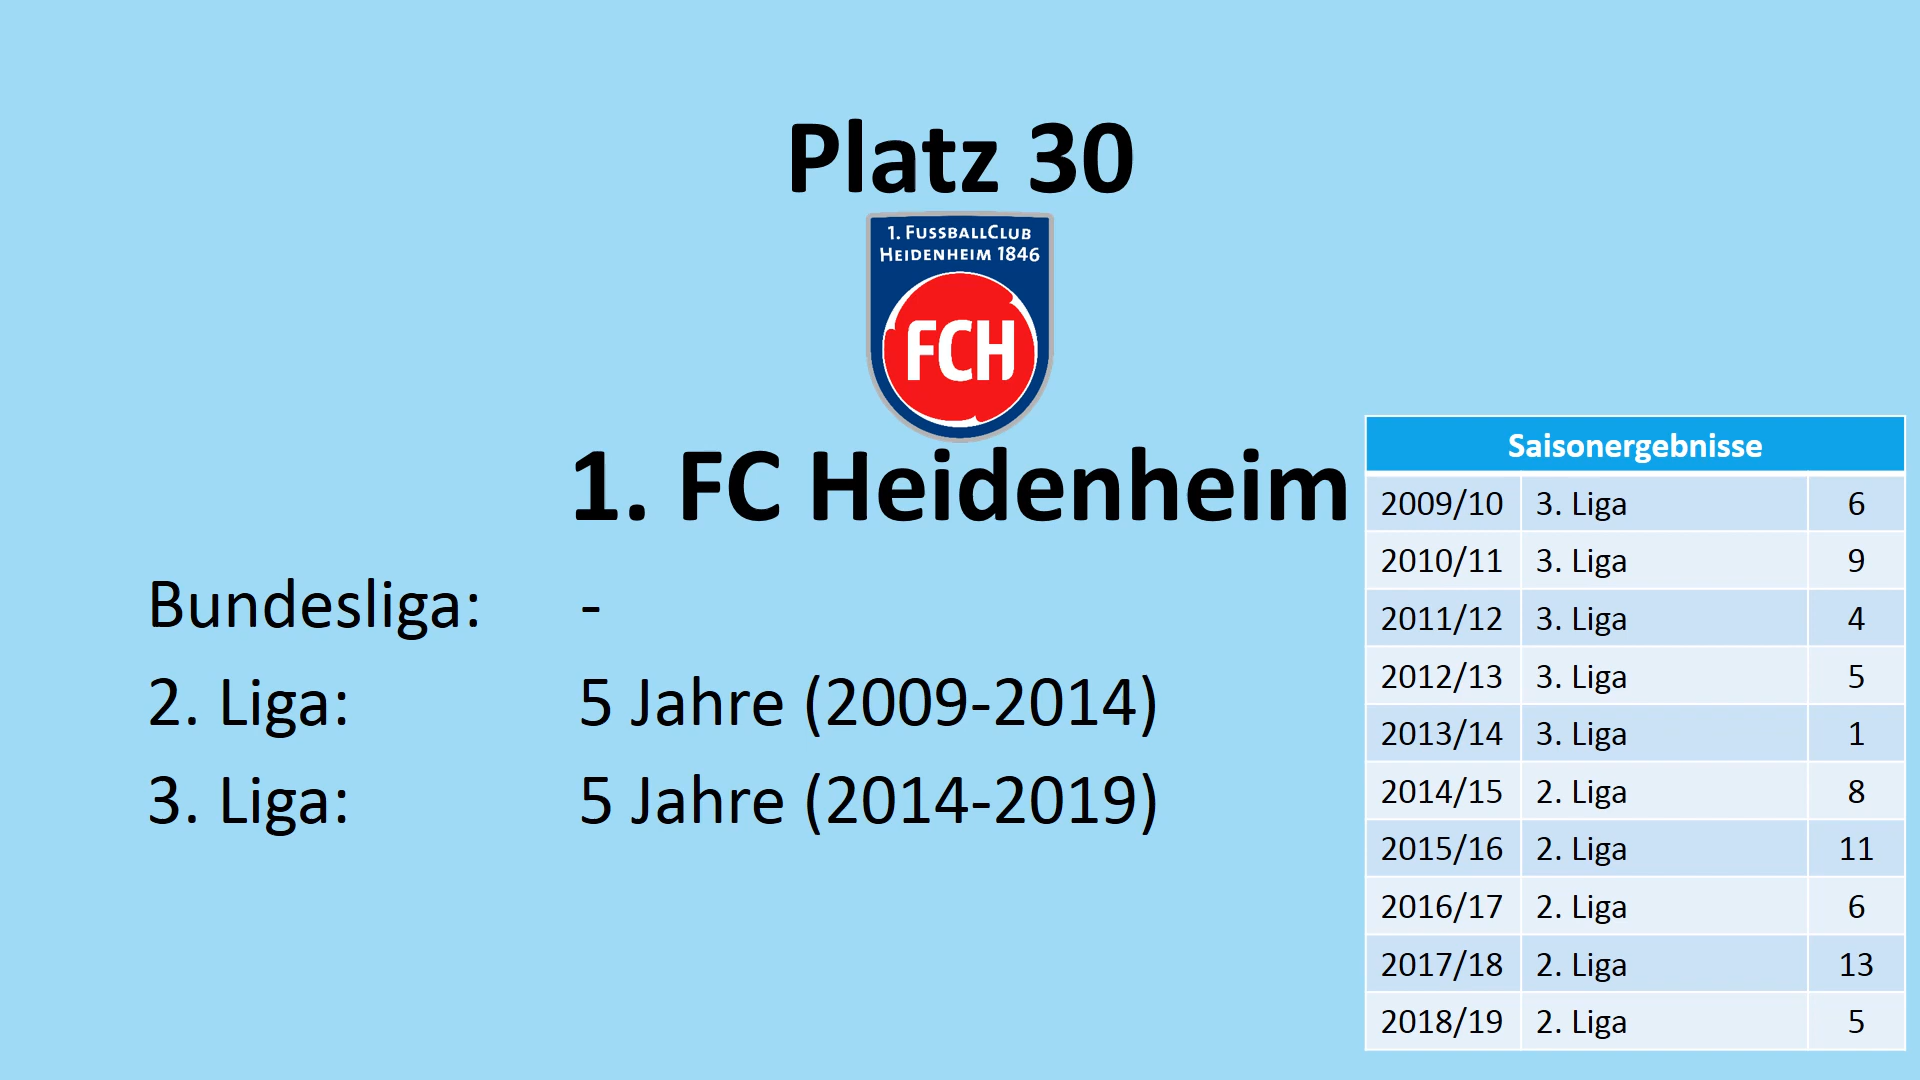 Platz 30
1. FUSSBALLCLUB
HEIDENHEIM 1846
FCH
1. FC Heidenheim
Bundesliga: -
2. Liga: 5 Jahre (2009-2014)
3. Liga: 5 Jahre (2014-2019)
Saisonergebnisse
2009/10 3. Liga 6
2010/11 3. Liga 9
2011/12 3. Liga 4
2012/13 3. Liga 5
2013/14 3. Liga 1
2014/15 2. Liga 8
2015/16 2. Liga 11
2016/17 2. Liga 6
2017/18 2. Liga 13
2018/19 2. Liga 5